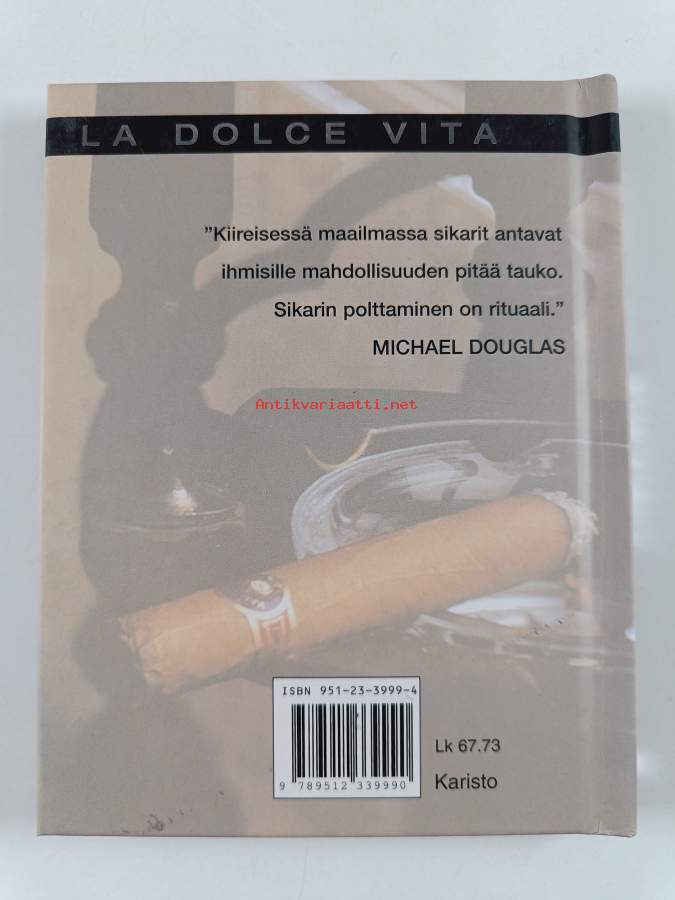 LA DOLCE VITA
”Kiireisessä maailmassa sikarit antavat
ihmisille mahdollisuuden pitää tauko.
Sikarin polttaminen on rituaali.”
MICHAEL DOUGLAS
Antikvariaatti.net
ISBN 951-23-3999-4
9 789512 339990
Lk 67.73
Karisto